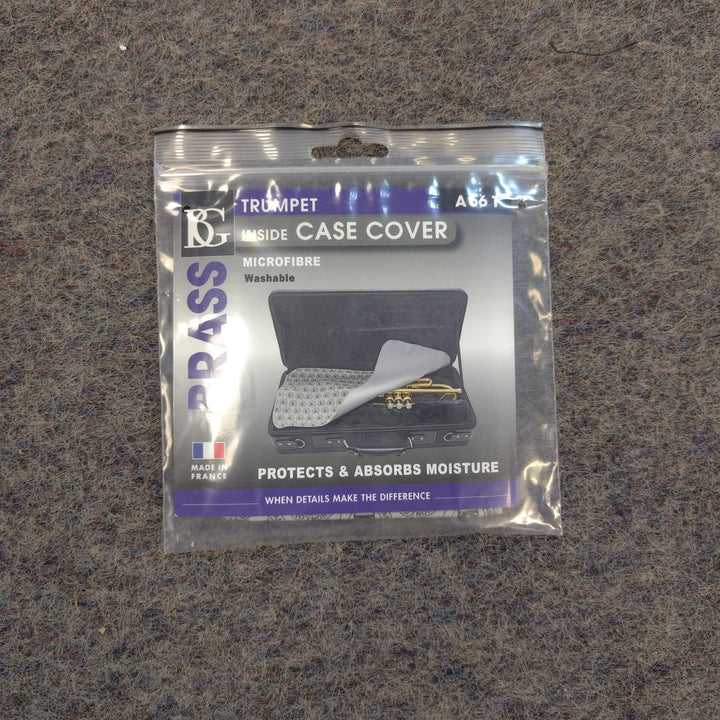 TRUMPET
A66 T
BG
INSIDE CASE COVER
MICROFIBRE
Washable
BRASS
MADE IN
FRANCE
PROTECTS & ABSORBS MOISTURE
WHEN DETAILS MAKE THE DIFFERENCE